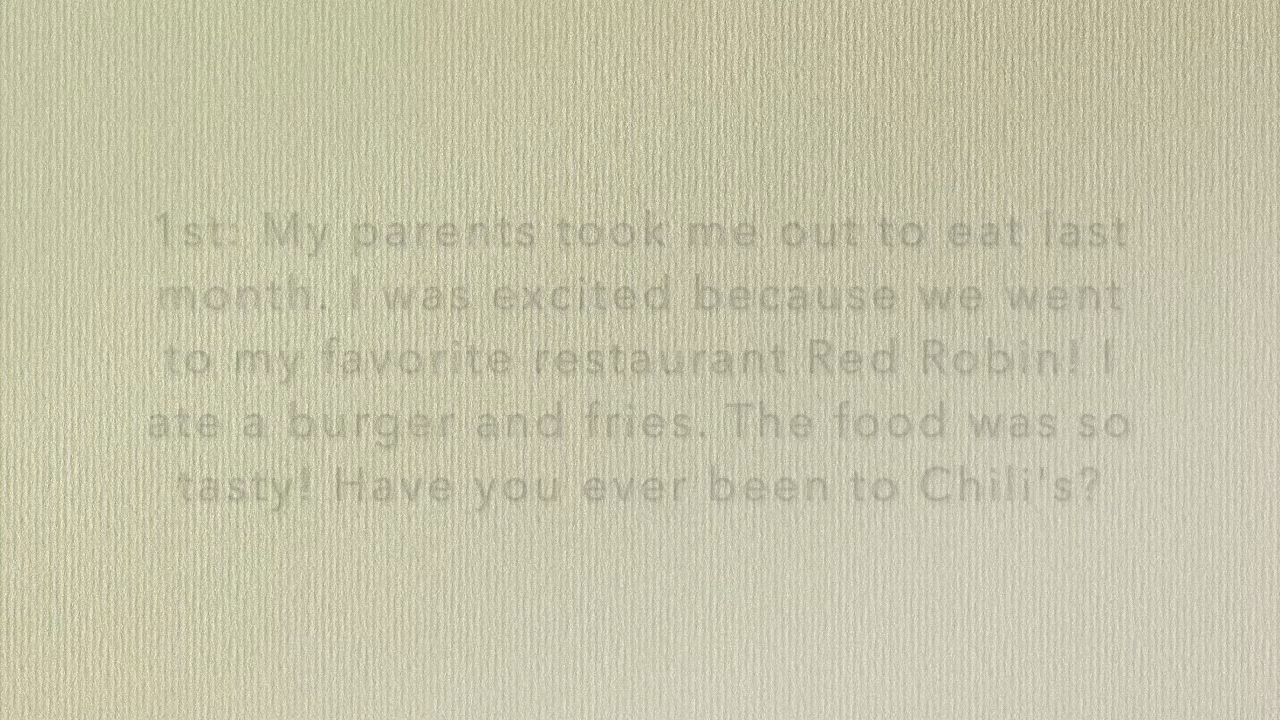 1st: My parents took me out to eat last
month. I was excited because we went
to my favorite restaurant Red Robin! I
ate a burger and fries. The food was so
tasty! Have you ever been to Chili's?